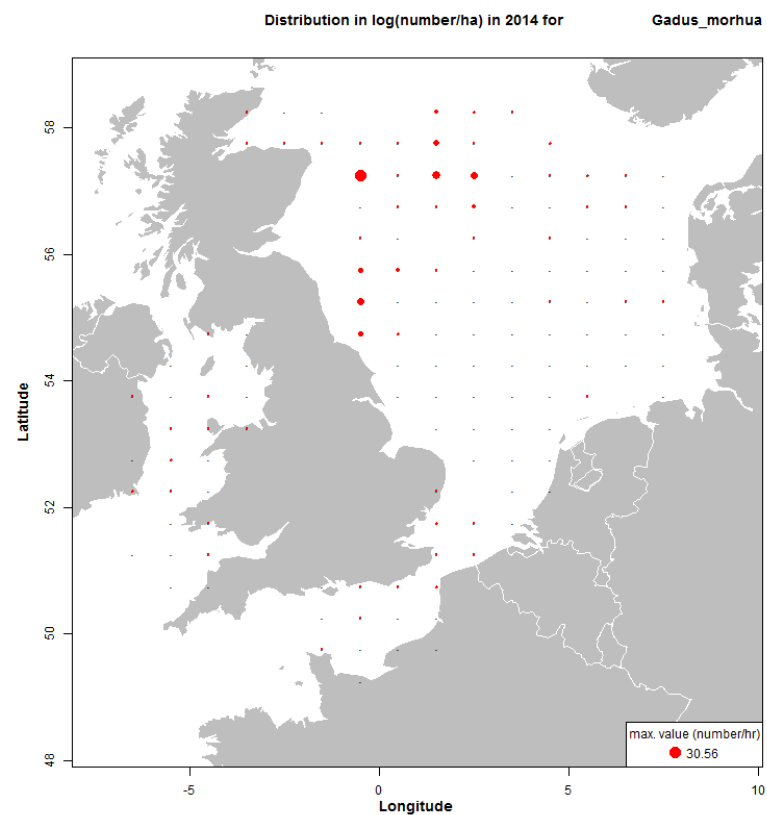 Distribution in log(number/ha) in 2014 for Gadus_morhua
58
56
54
52
50
48
Latitude
max. value (number/hr)
30.56
-5 0 5 10
Longitude